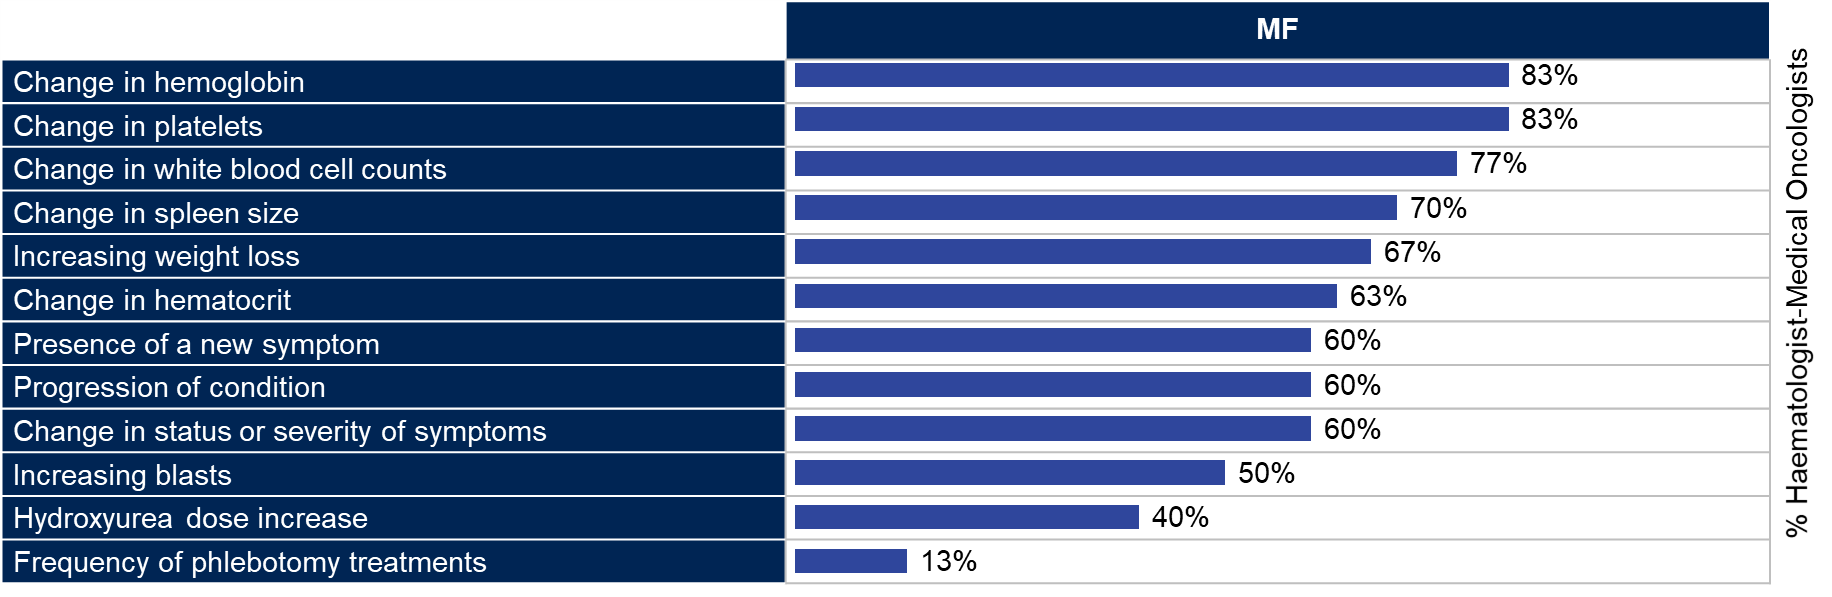 MF
Change in hemoglobin 83%
Change in platelets 83%
Change in white blood cell counts 77%
Change in spleen size 70%
Increasing weight loss 67%
Change in hematocrit 63%
Presence of a new symptom 60%
Progression of condition 60%
Change in status or severity of symptoms 60%
Increasing blasts 50%
Hydroxyurea dose increase 40%
Frequency of phlebotomy treatments 13%
% Haematologist-Medical Oncologists